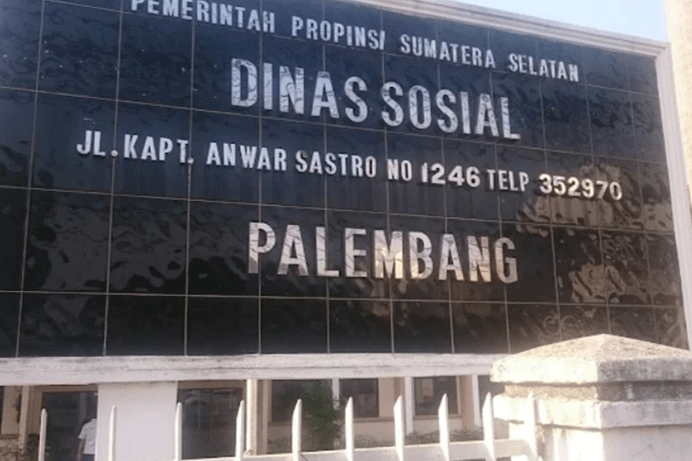 PEMERINTAH PROPINSI SUMATERA SELATAN
DINAS SOSIAL
JL. KAPT. ANWAR SASTRO NO 1246 TELP 352970
PALEMBANG